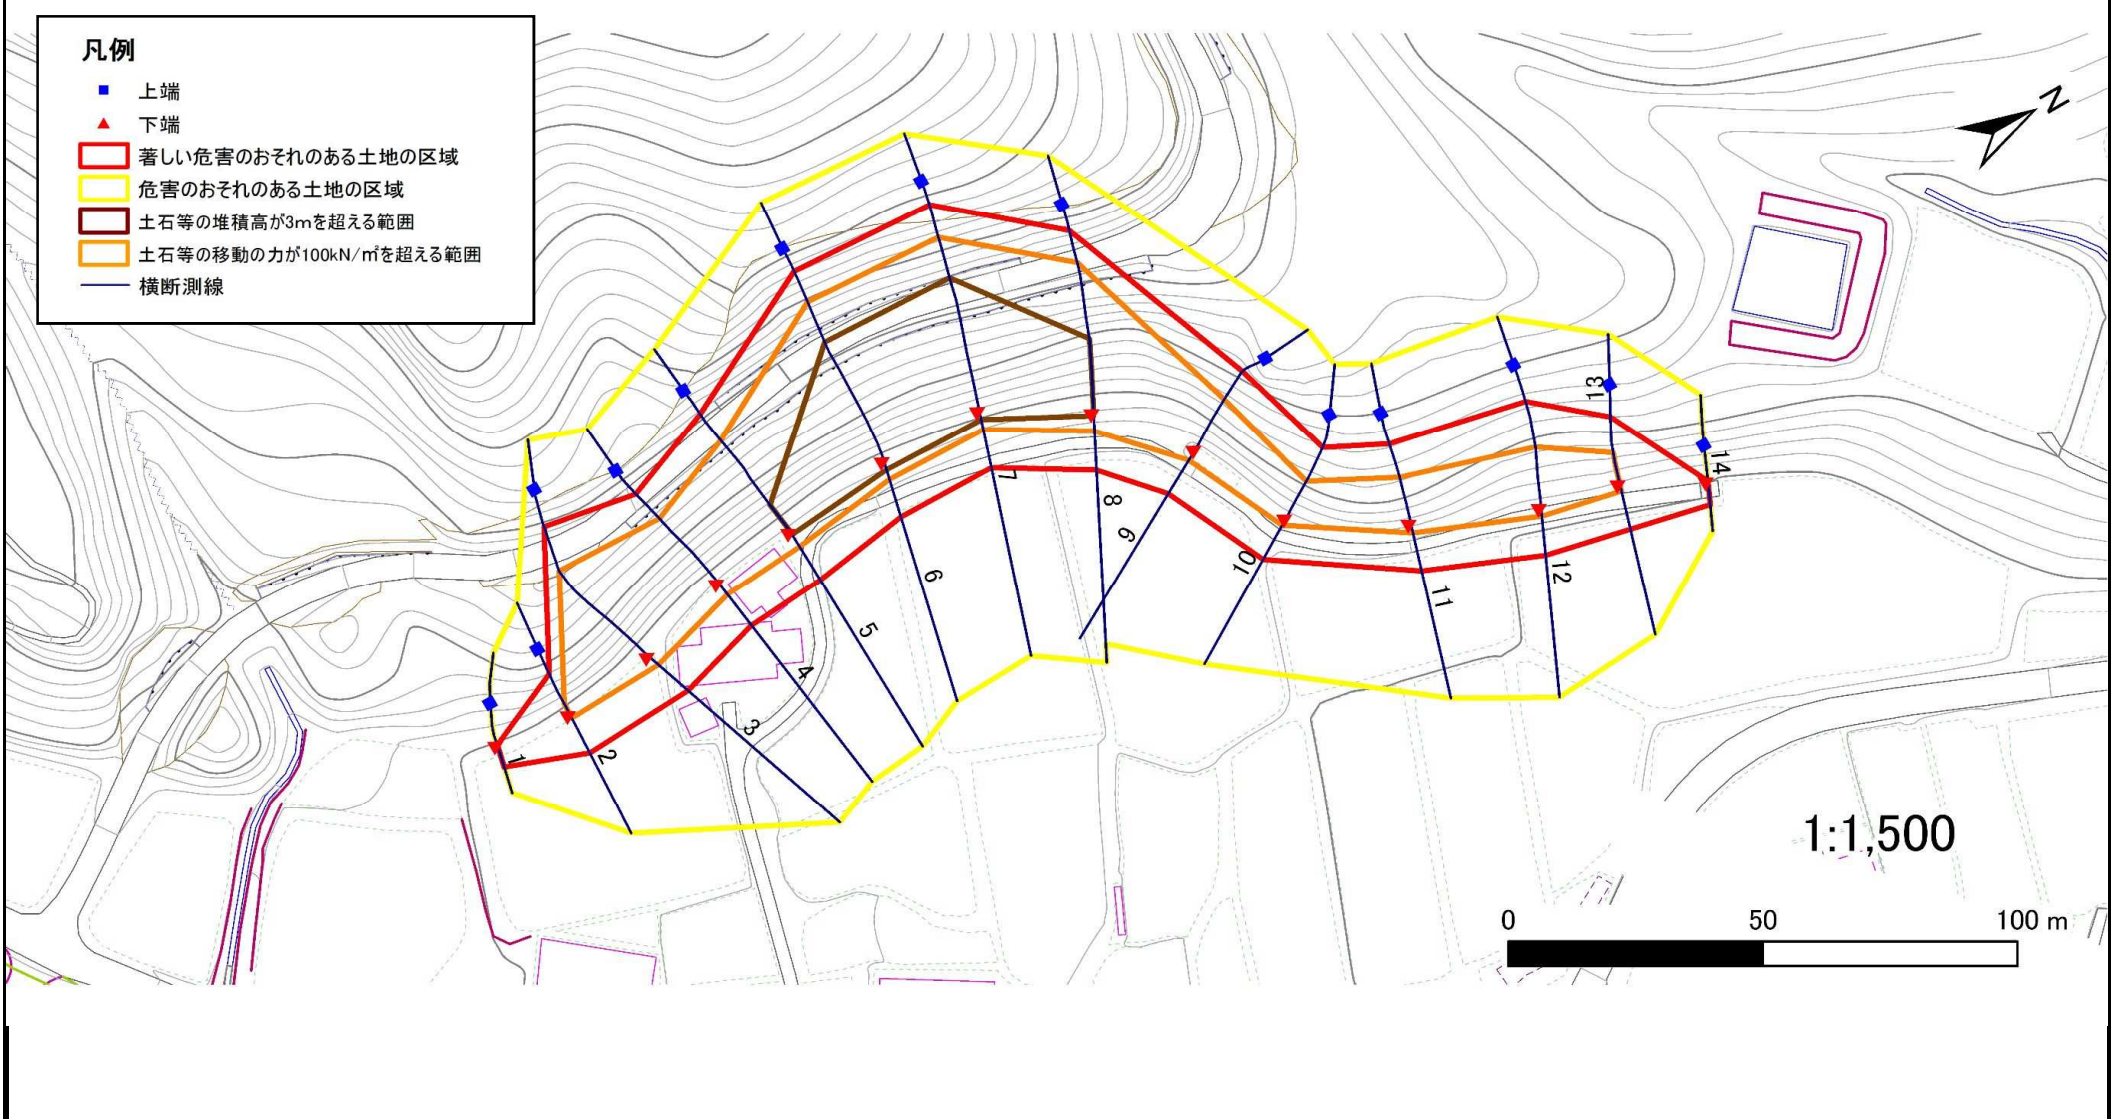 凡例
上端
下端
著しい危害のおそれのある土地の区域
危害のおそれのある土地の区域
土石等の堆積高が3mを超える範囲
土石等の移動の力が100kN/㎡を超える範囲
横断測線
N
1
2
3
4
5
6
7
8
9
10
11
12
13
14
1:1,500
0 50 100 m